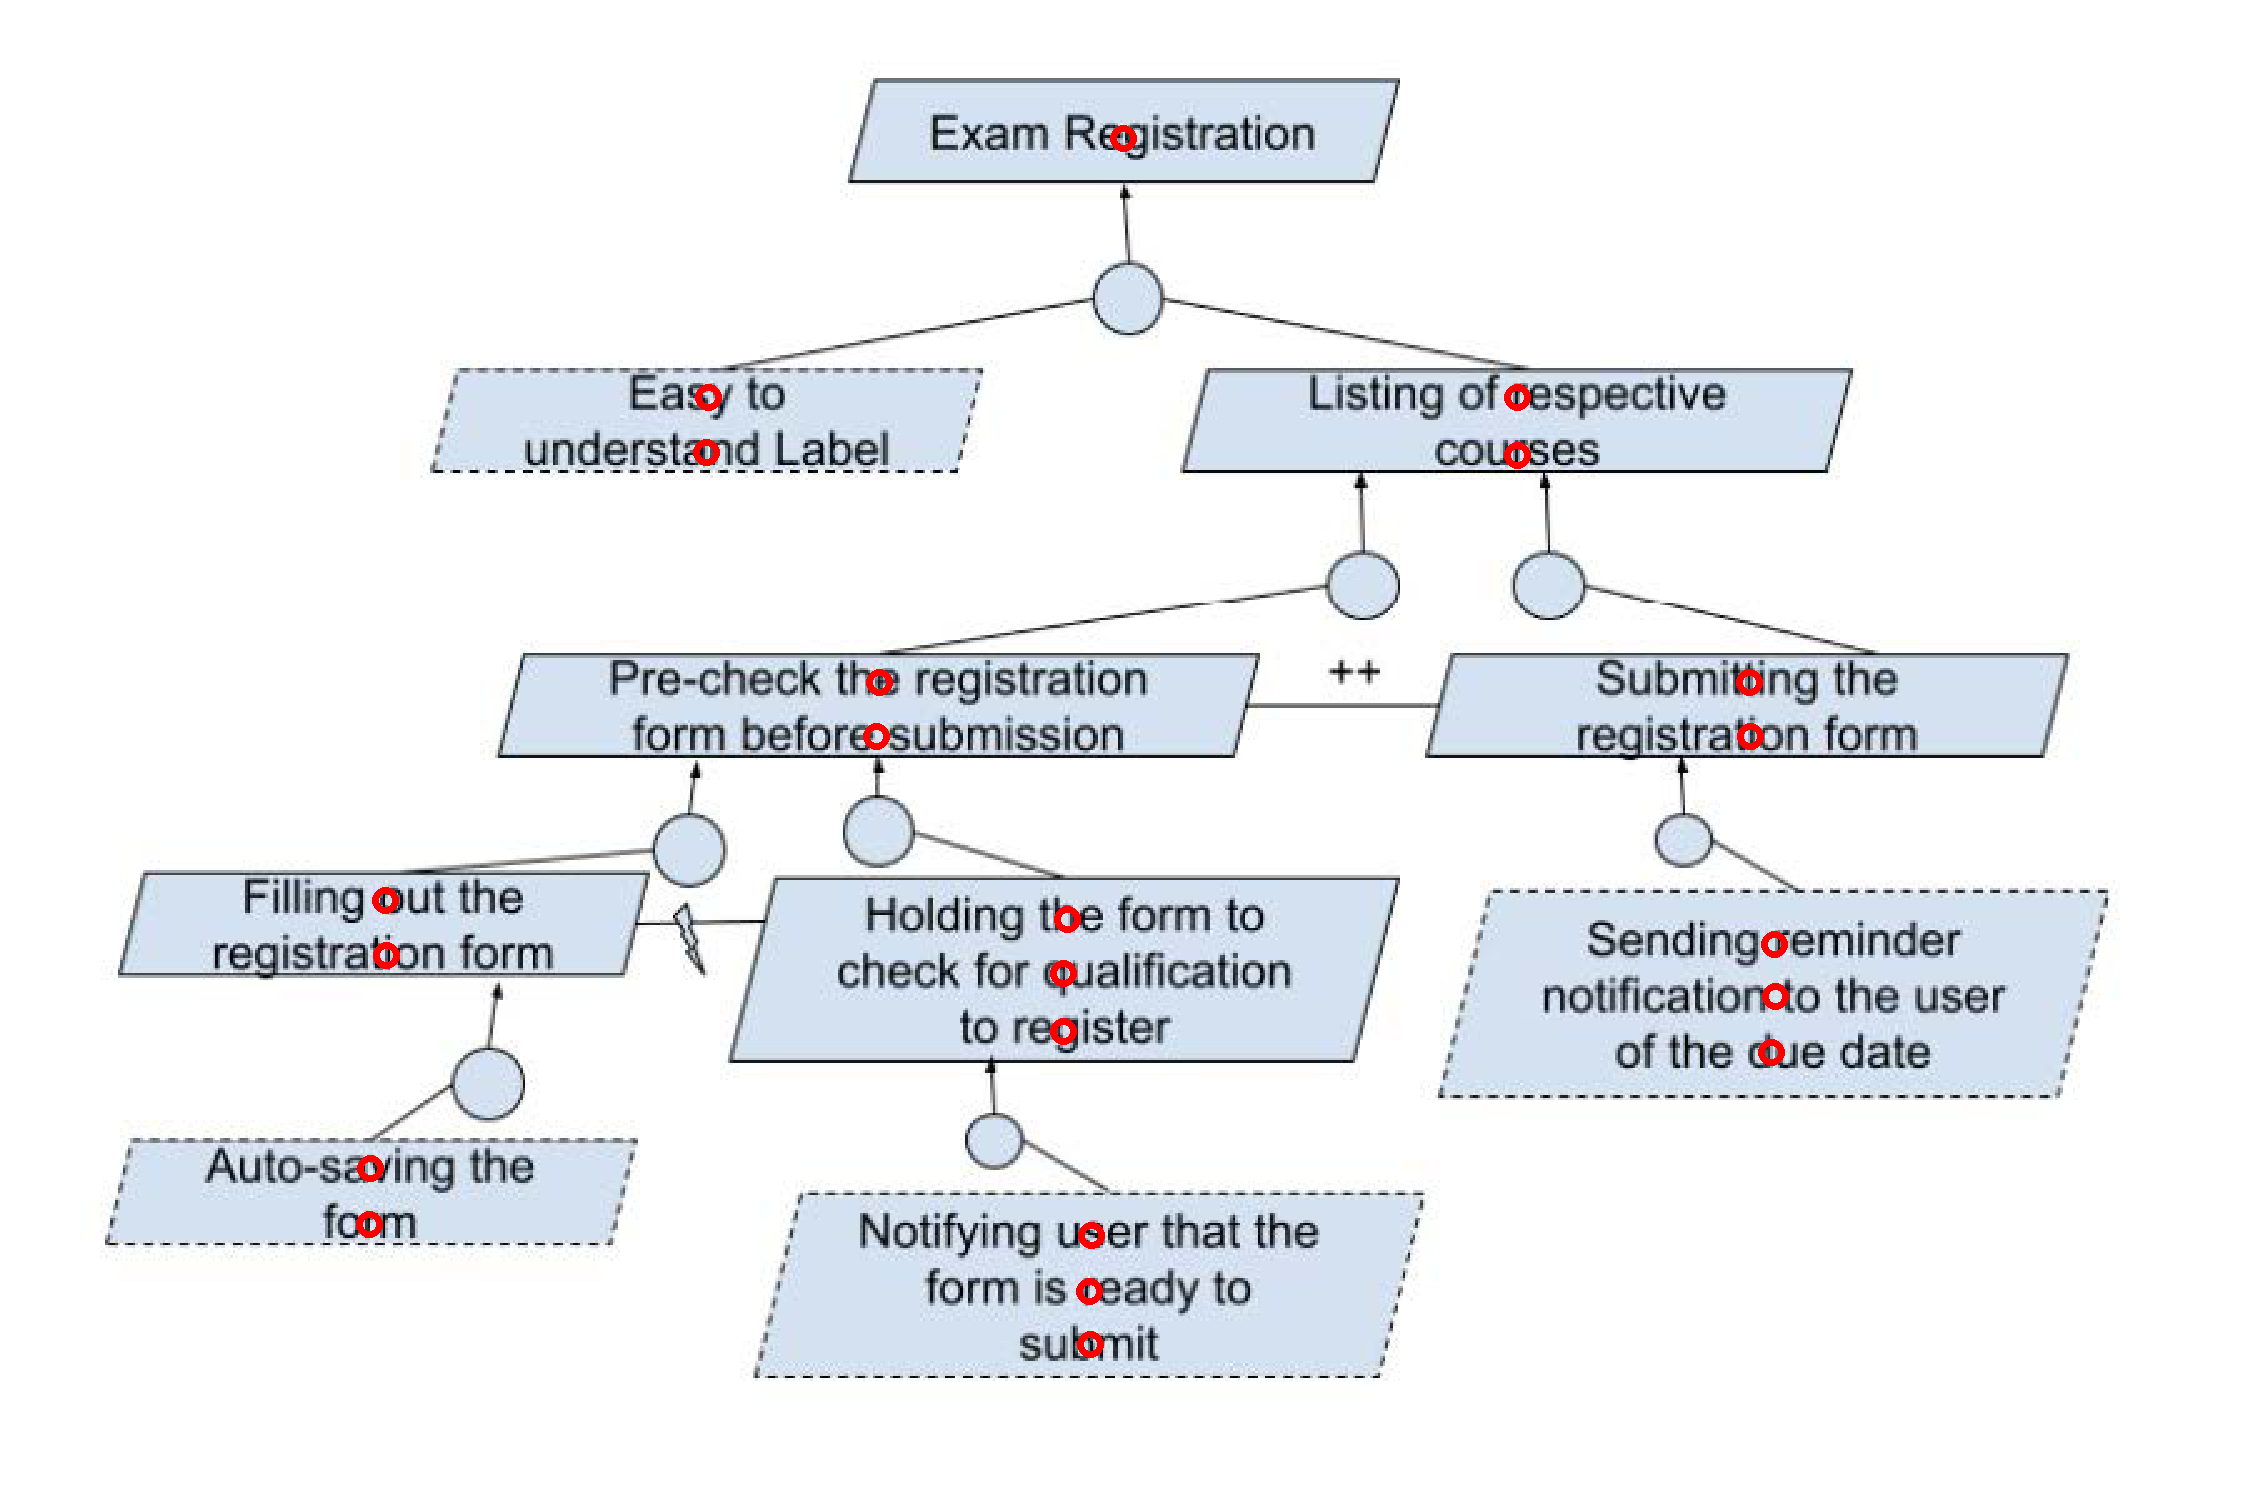 Exam Registration
Easy to
understand Label
Listing of respective
courses
++
Pre-check the registration
form before submission
Submitting the
registration form
Filling out the
registration form
Holding the form to
check for qualification
to register
Sending reminder
notification to the user
of the due date
Auto-saving the
form
Notifying user that the
form is ready to
submit